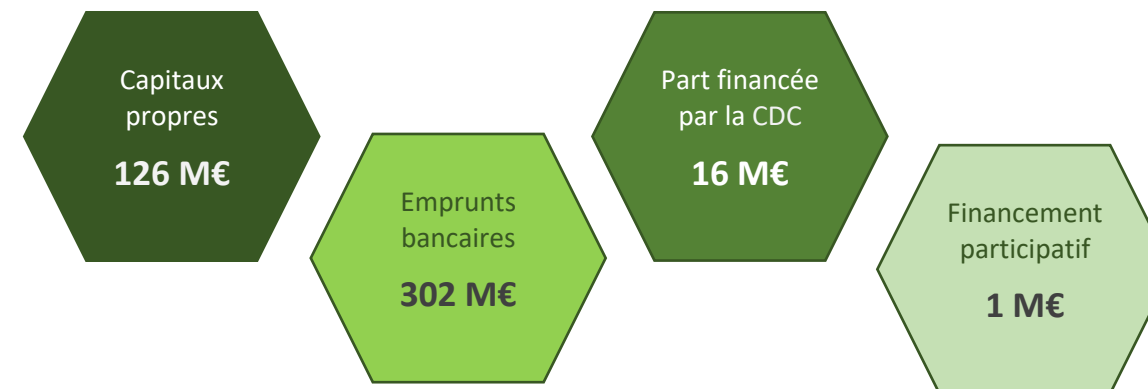 Capitaux
propres
126 M€
Emprunts
bancaires
302 M€
Part financée
par la CDC
16 M€
Financement
participatif
1 M€